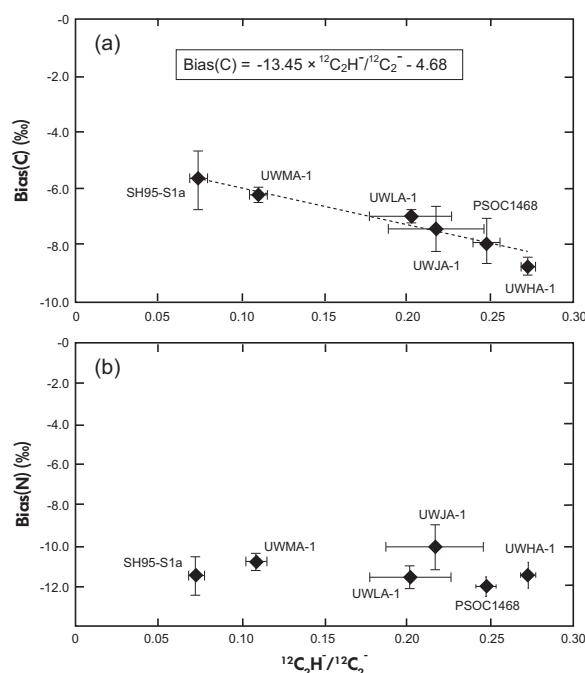 -0
(a)
Bias(C) = -13.45 × ¹²C₂H⁻/¹²C₂⁻ - 4.68
-2.0
-4.0
Bias(C) (‰)
UWMA-1
SH95-S1a
UWLA-1
PSOC1468
-6.0
-8.0
UWJA-1
UWHA-1
-10.0
0 0.05 0.10 0.15 0.20 0.25 0.30
-0
(b)
-2.0
-4.0
Bias(N) (‰)
-6.0
-8.0
UWJA-1
UWMA-1
UWHA-1
SH95-S1a
-10.0
UWLA-1
PSOC1468
-12.0
0 0.05 0.10 0.15 0.20 0.25 0.30
¹²C₂H⁻/¹²C₂⁻